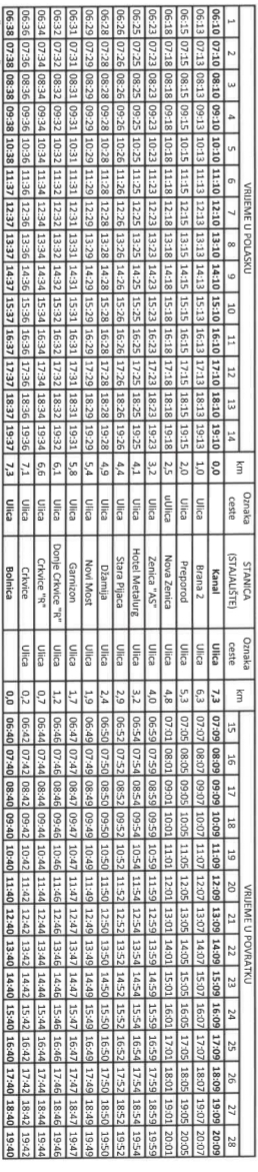 VRIJEME U POLASKU km Oznaka ceste STANICA (STAJALIŠTE) Oznaka ceste km VRIJEME U POVRATKU
1 2 3 4 5 6 7 8 9 10 11 12 13 14 15 16 17 18 19 20 21 22 23 24 25 26 27 28
06:10 07:10 08:10 09:10 10:10 11:10 12:10 13:10 14:10 15:10 16:10 17:10 18:10 19:10 0,0 Ulica Kanal Ulica 7,3 07:09 08:09 09:09 10:09 11:09 12:09 13:09 14:09 15:09 16:09 17:09 18:09 19:09 20:09
06:13 07:13 08:13 09:13 10:13 11:13 12:13 13:13 14:13 15:13 16:13 17:13 18:13 19:13 1,0 Ulica Brana 2 Ulica 6,3 07:07 08:07 09:07 10:07 11:07 12:07 13:07 14:07 15:07 16:07 17:07 18:07 19:07 20:07
06:15 07:15 08:15 09:15 10:15 11:15 12:15 13:15 14:15 15:15 16:15 17:15 18:15 19:15 2,0 Ulica Preporod Ulica 5,3 07:05 08:05 09:05 10:05 11:05 12:05 13:05 14:05 15:05 16:05 17:05 18:05 19:05 20:05
06:18 07:18 08:18 09:18 10:18 11:18 12:18 13:18 14:18 15:18 16:18 17:18 18:18 19:18 2,5 uUlica Nova Zenica Ulica 4,8 07:01 08:01 09:01 10:01 11:01 12:01 13:01 14:01 15:01 16:01 17:01 18:01 19:01 20:01
06:23 07:23 08:23 09:23 10:23 11:23 12:23 13:23 14:23 15:23 16:23 17:23 18:23 19:23 3,2 Ulica Zenica "AS" Ulica 4,0 06:59 07:59 08:59 09:59 10:59 11:59 12:59 13:59 14:59 15:59 16:59 17:59 18:59 19:59
06:25 07:25 08:25 09:25 10:25 11:25 12:25 13:25 14:25 15:25 16:25 17:25 18:25 19:25 4,1 Ulica Hotel Metalurg Ulica 3,2 06:54 07:54 08:54 09:54 10:54 11:54 12:54 13:54 14:54 15:54 16:54 17:54 18:54 19:54
06:26 07:26 08:26 09:26 10:26 11:26 12:26 13:26 14:26 15:26 16:26 17:26 18:26 19:26 4,4 Ulica Stara Pijaca Ulica 2,9 06:52 07:52 08:52 09:52 10:52 11:52 12:52 13:52 14:52 15:52 16:52 17:52 18:52 19:52
06:28 07:28 08:28 09:28 10:28 11:28 12:28 13:28 14:28 15:28 16:28 17:28 18:28 19:28 4,9 Ulica Džamija Ulica 2,4 06:50 07:50 08:50 09:50 10:50 11:50 12:50 13:50 14:50 15:50 16:50 17:50 18:50 19:50
06:29 07:29 08:29 09:29 10:29 11:29 12:29 13:29 14:29 15:29 16:29 17:29 18:29 19:29 5,4 Ulica Novi Most Ulica 1,9 06:49 07:49 08:49 09:49 10:49 11:49 12:49 13:49 14:49 15:49 16:49 17:49 18:49 19:49
06:31 07:31 08:31 09:31 10:31 11:31 12:31 13:31 14:31 15:31 16:31 17:31 18:31 19:31 5,8 Ulica Garnizon Ulica 1,7 06:47 07:47 08:47 09:47 10:47 11:47 12:47 13:47 14:47 15:47 16:47 17:47 18:47 19:47
06:32 07:32 08:32 09:32 10:32 11:32 12:32 13:32 14:32 15:32 16:32 17:32 18:32 19:32 6,1 Ulica Donje Crkvice "R" Ulica 1,2 06:46 07:46 08:46 09:46 10:46 11:46 12:46 13:46 14:46 15:46 16:46 17:46 18:46 19:46
06:34 07:34 08:34 09:34 10:34 11:34 12:34 13:34 14:34 15:34 16:34 17:34 18:34 19:34 6,6 Ulica Crkvice "R" Ulica 0,7 06:44 07:44 08:44 09:44 10:44 11:44 12:44 13:44 14:44 15:44 16:44 17:44 18:44 19:44
06:36 07:36 08:36 09:36 10:36 11:36 12:36 13:36 14:36 15:36 16:36 17:36 18:36 19:36 7,1 Ulica Crkvice Ulica 0,2 06:42 07:42 08:42 09:42 10:42 11:42 12:42 13:42 14:42 15:42 16:42 17:42 18:42 19:42
06:38 07:38 08:38 09:38 10:38 11:37 12:37 13:37 14:37 15:37 16:37 17:37 18:37 19:37 7,3 Ulica Bolnica 0,0 06:40 07:40 08:40 09:40 10:40 11:40 12:40 13:40 14:40 15:40 16:40 17:40 18:40 19:40